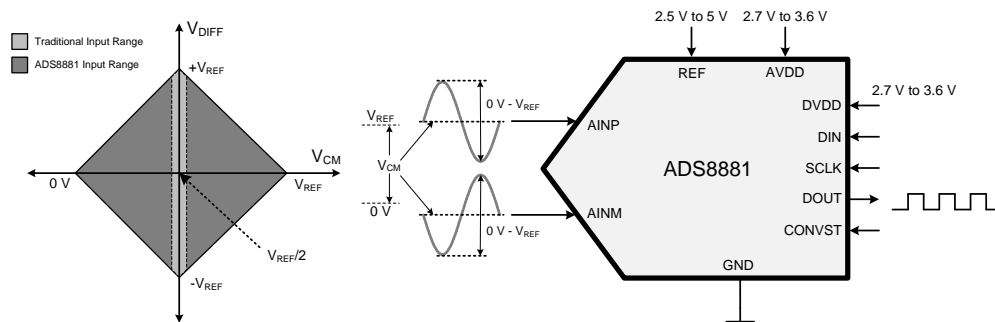 Traditional Input Range
ADS8881 Input Range
VDIFF
+VREF
VCM
0 V
VREF
VREF/2
-VREF
VREF
VCM
0 V
0 V - VREF
0 V - VREF
2.5 V to 5 V
2.7 V to 3.6 V
REF
AVDD
2.7 V to 3.6 V
AINP
AINM
ADS8881
DVDD
DIN
SCLK
DOUT
CONVST
GND